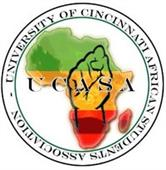 UNIVERSITY OF CINCINNATI AFRICAN STUDENTS ASSOCIATION -
UCASA